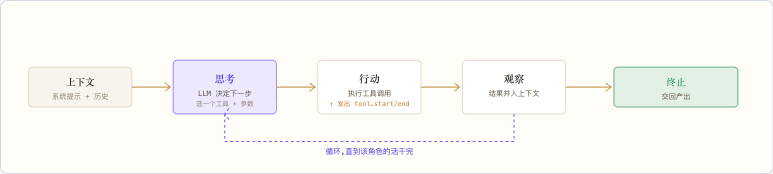 上下文
系统提示 + 历史
思考
LLM 决定下一步
选一个工具 + 参数
行动
执行工具调用
↑ 发出 tool.start/end
观察
结果并入上下文
终止
交回产出
循环,直到该角色的活干完